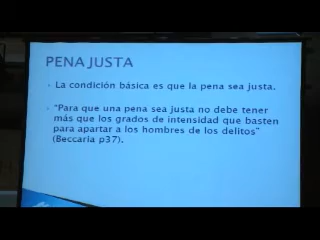 PENA JUSTA
La condición básica es que la pena sea justa.
"Para que una pena sea justa no debe tener
más que los grados de intensidad que basten
para apartar a los hombres de los delitos"
(Beccaria p37).